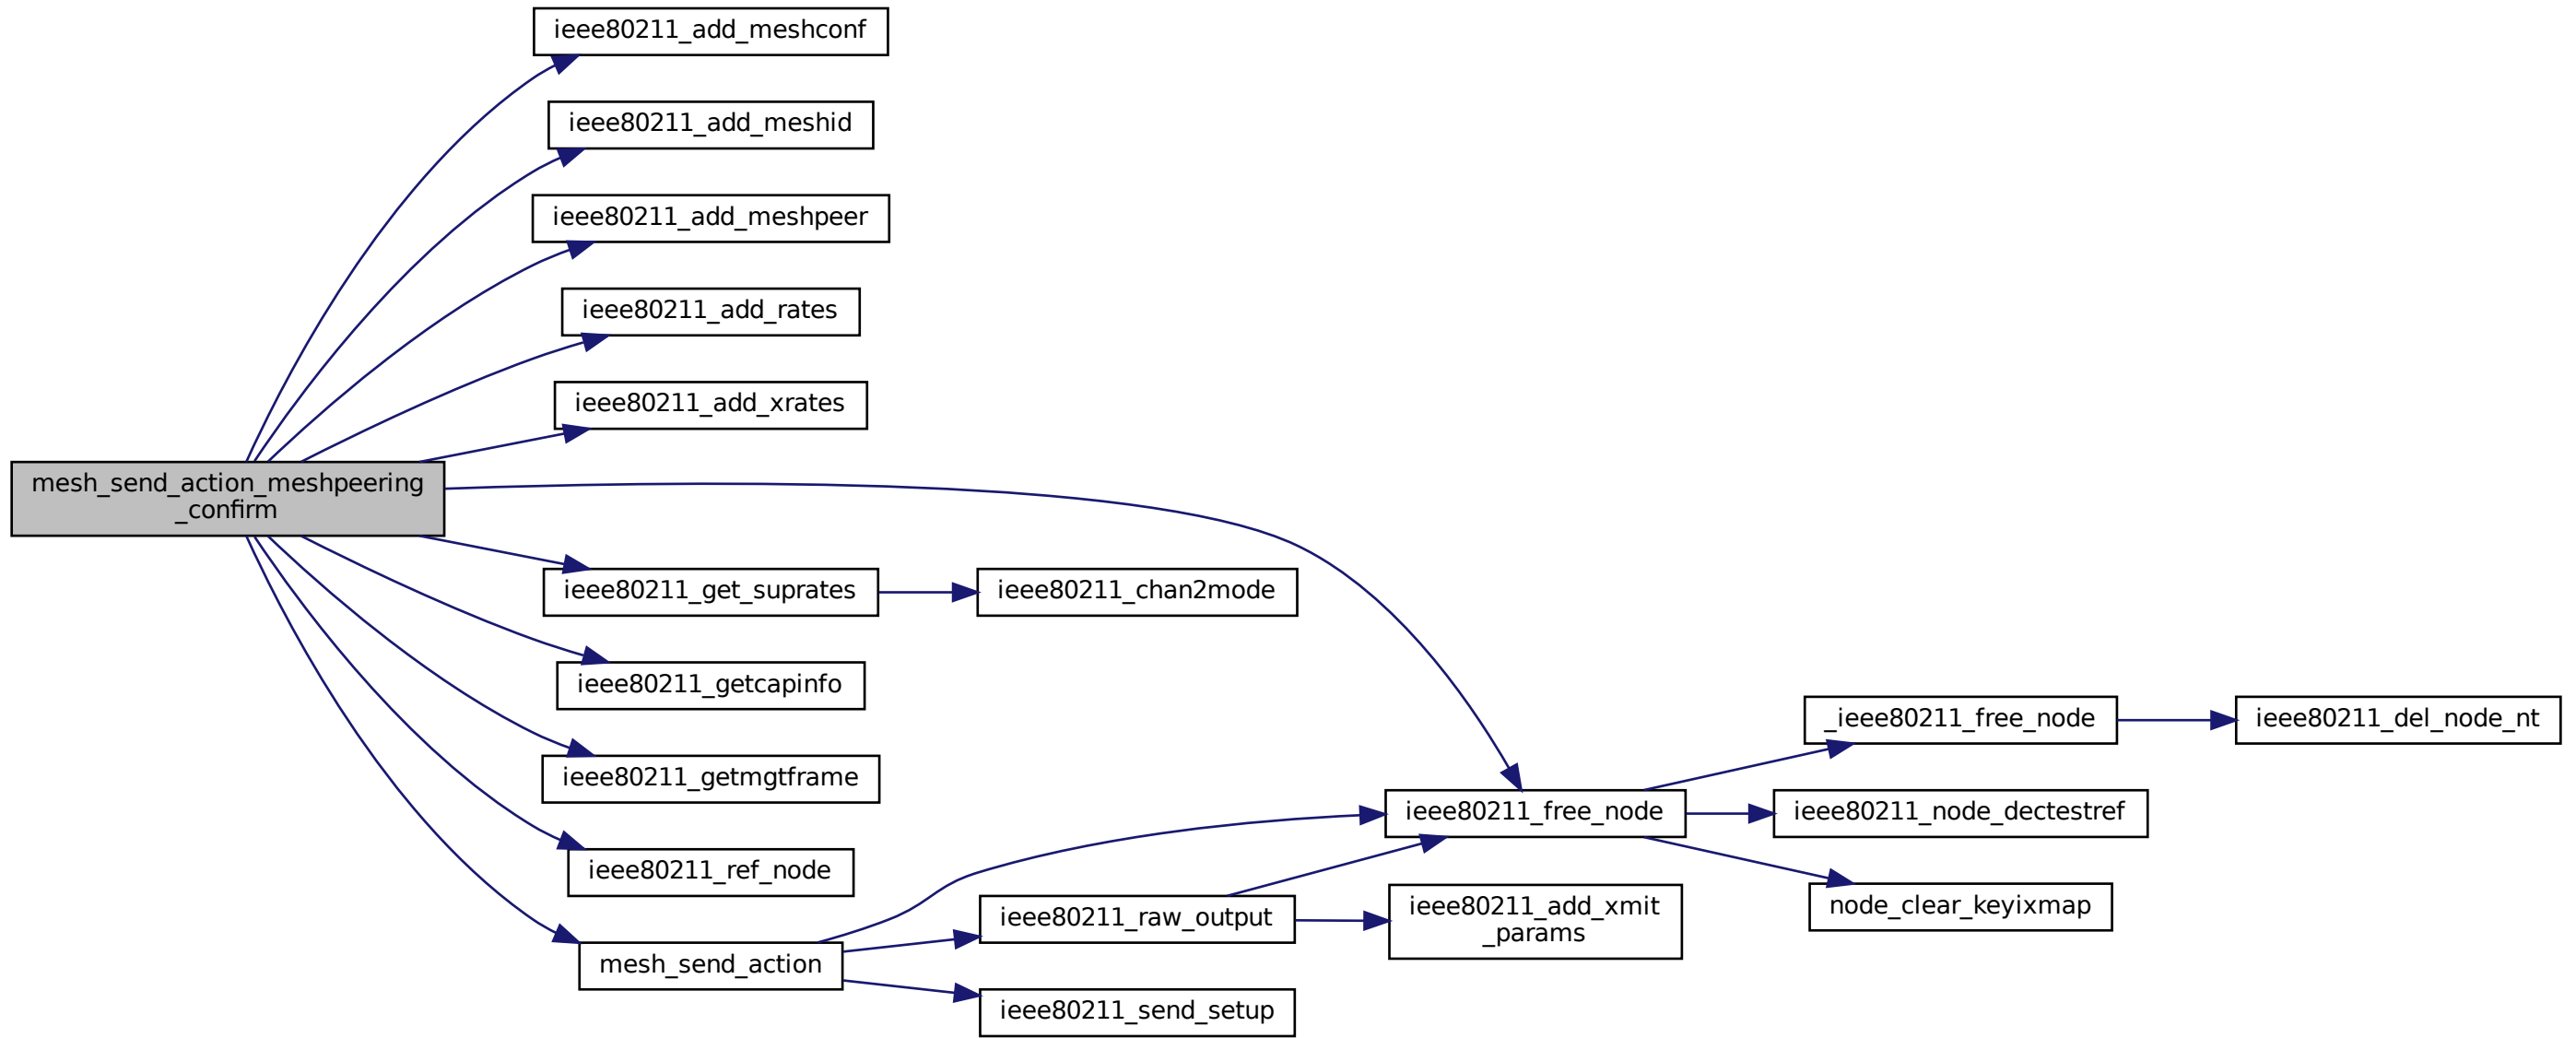 ieee80211_add_meshconf
ieee80211_add_meshid
ieee80211_add_meshpeer
ieee80211_add_rates
ieee80211_add_xrates
mesh_send_action_meshpeering
_confirm
ieee80211_get_suprates
ieee80211_chan2mode
ieee80211_getcapinfo
ieee80211_getmgtframe
ieee80211_ref_node
mesh_send_action
ieee80211_free_node
ieee80211_raw_output
ieee80211_add_xmit
_params
ieee80211_send_setup
_ieee80211_free_node
ieee80211_del_node_nt
ieee80211_node_dectestref
node_clear_keyixmap